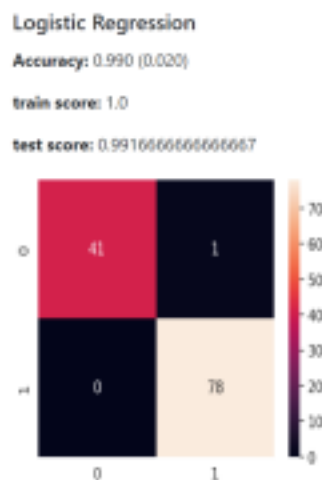 Logistic Regression
Accuracy: 0.990 (0.020)
train score: 1.0
test score: 0.9916666666666667
0 41 1
1 0 78
0 1
70
60
50
40
30
20
10
0